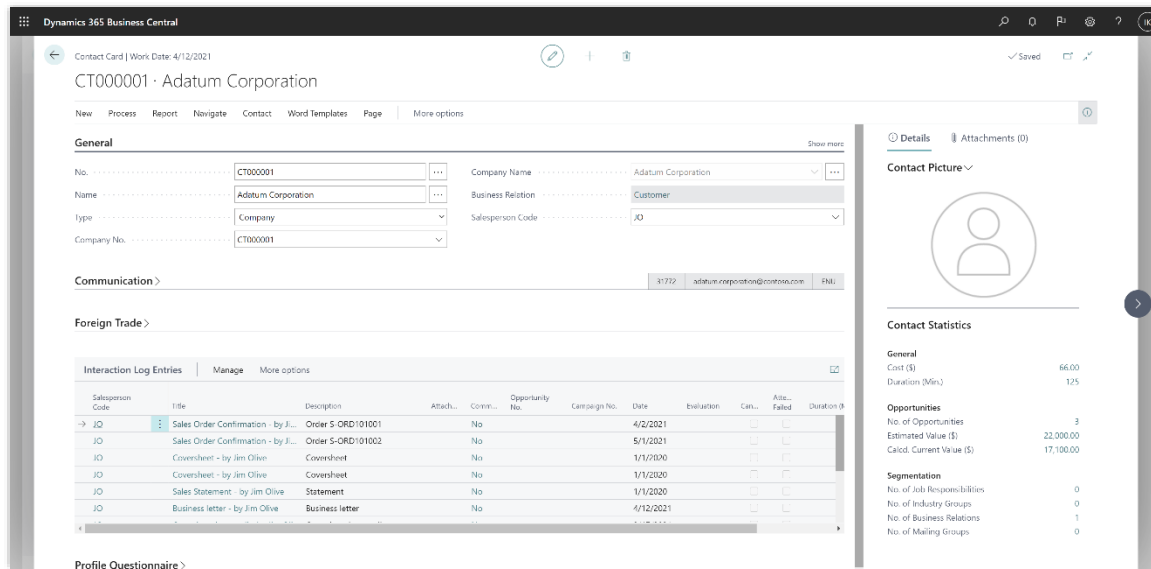 Dynamics 365 Business Central
IK
Contact Card | Work Date: 4/12/2021
Saved
CT000001 · Adatum Corporation
New Process Report Navigate Contact Word Templates Page More options
General Show more
No. CT000001
Name Adatum Corporation
Type Company
Company No. CT000001
Company Name Adatum Corporation
Business Relation Customer
Salesperson Code JO
Communication 31772 adatum.corporation@contoso.com ENU
Foreign Trade
Interaction Log Entries Manage More options
Salesperson Code Title Description Attach... Comm... Opportunity No. Campaign No. Date Evaluation Can... Atte... Failed Duration (M
JO Sales Order Confirmation - by Ji... Order S-ORD101001 No 4/2/2021
JO Sales Order Confirmation - by Ji... Order S-ORD101002 No 5/1/2021
JO Coversheet - by Jim Olive Coversheet No 1/1/2020
JO Coversheet - by Jim Olive Coversheet No 1/1/2020
JO Sales Statement - by Jim Olive Statement No 1/1/2020
JO Business letter - by Jim Olive Business letter No 4/12/2021
Profile Questionnaire
Details Attachments (0)
Contact Picture
Contact Statistics
General
Cost ($) 66.00
Duration (Min.) 125
Opportunities
No. of Opportunities 3
Estimated Value ($) 22,000.00
Calcd. Current Value ($) 17,100.00
Segmentation
No. of Job Responsibilities 0
No. of Industry Groups 0
No. of Business Relations 1
No. of Mailing Groups 0